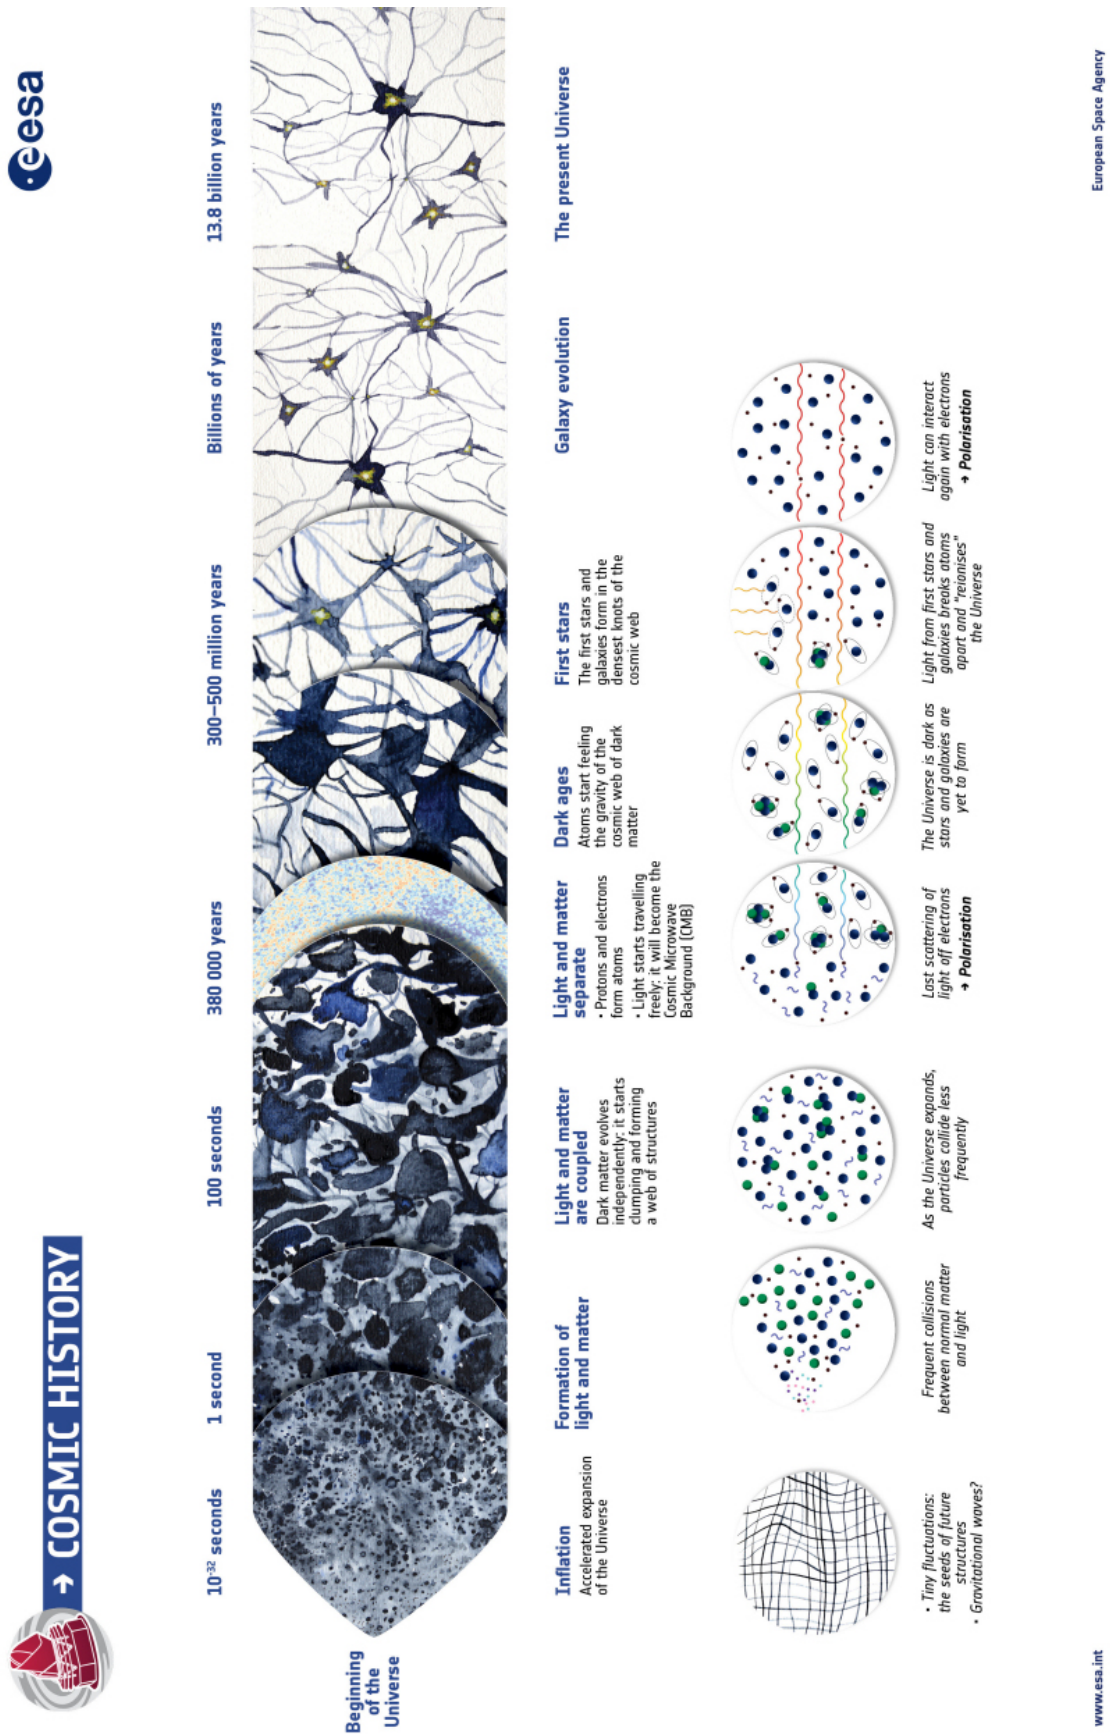 → COSMIC HISTORY
esa
10⁻³² seconds
1 second
100 seconds
380 000 years
300–500 million years
Billions of years
13.8 billion years
Beginning
of the
Universe
Inflation
Accelerated expansion
of the Universe
Formation of
light and matter
Light and matter
are coupled
Dark matter evolves
independently: it starts
clumping and forming
a web of structures
Light and matter
separate
• Protons and electrons
form atoms
• Light starts travelling
freely: it will become the
Cosmic Microwave
Background (CMB)
Dark ages
Atoms start feeling
the gravity of the
cosmic web of dark
matter
First stars
The first stars and
galaxies form in the
densest knots of the
cosmic web
Galaxy evolution
The present Universe
• Tiny fluctuations:
the seeds of future
structures
• Gravitational waves?
Frequent collisions
between normal matter
and light
As the Universe expands,
particles collide less
frequently
Last scattering of
light off electrons
→ Polarisation
The Universe is dark as
stars and galaxies are
yet to form
Light from first stars and
galaxies breaks atoms
apart and "reionises"
the Universe
Light can interact
again with electrons
→ Polarisation
www.esa.int
European Space Agency